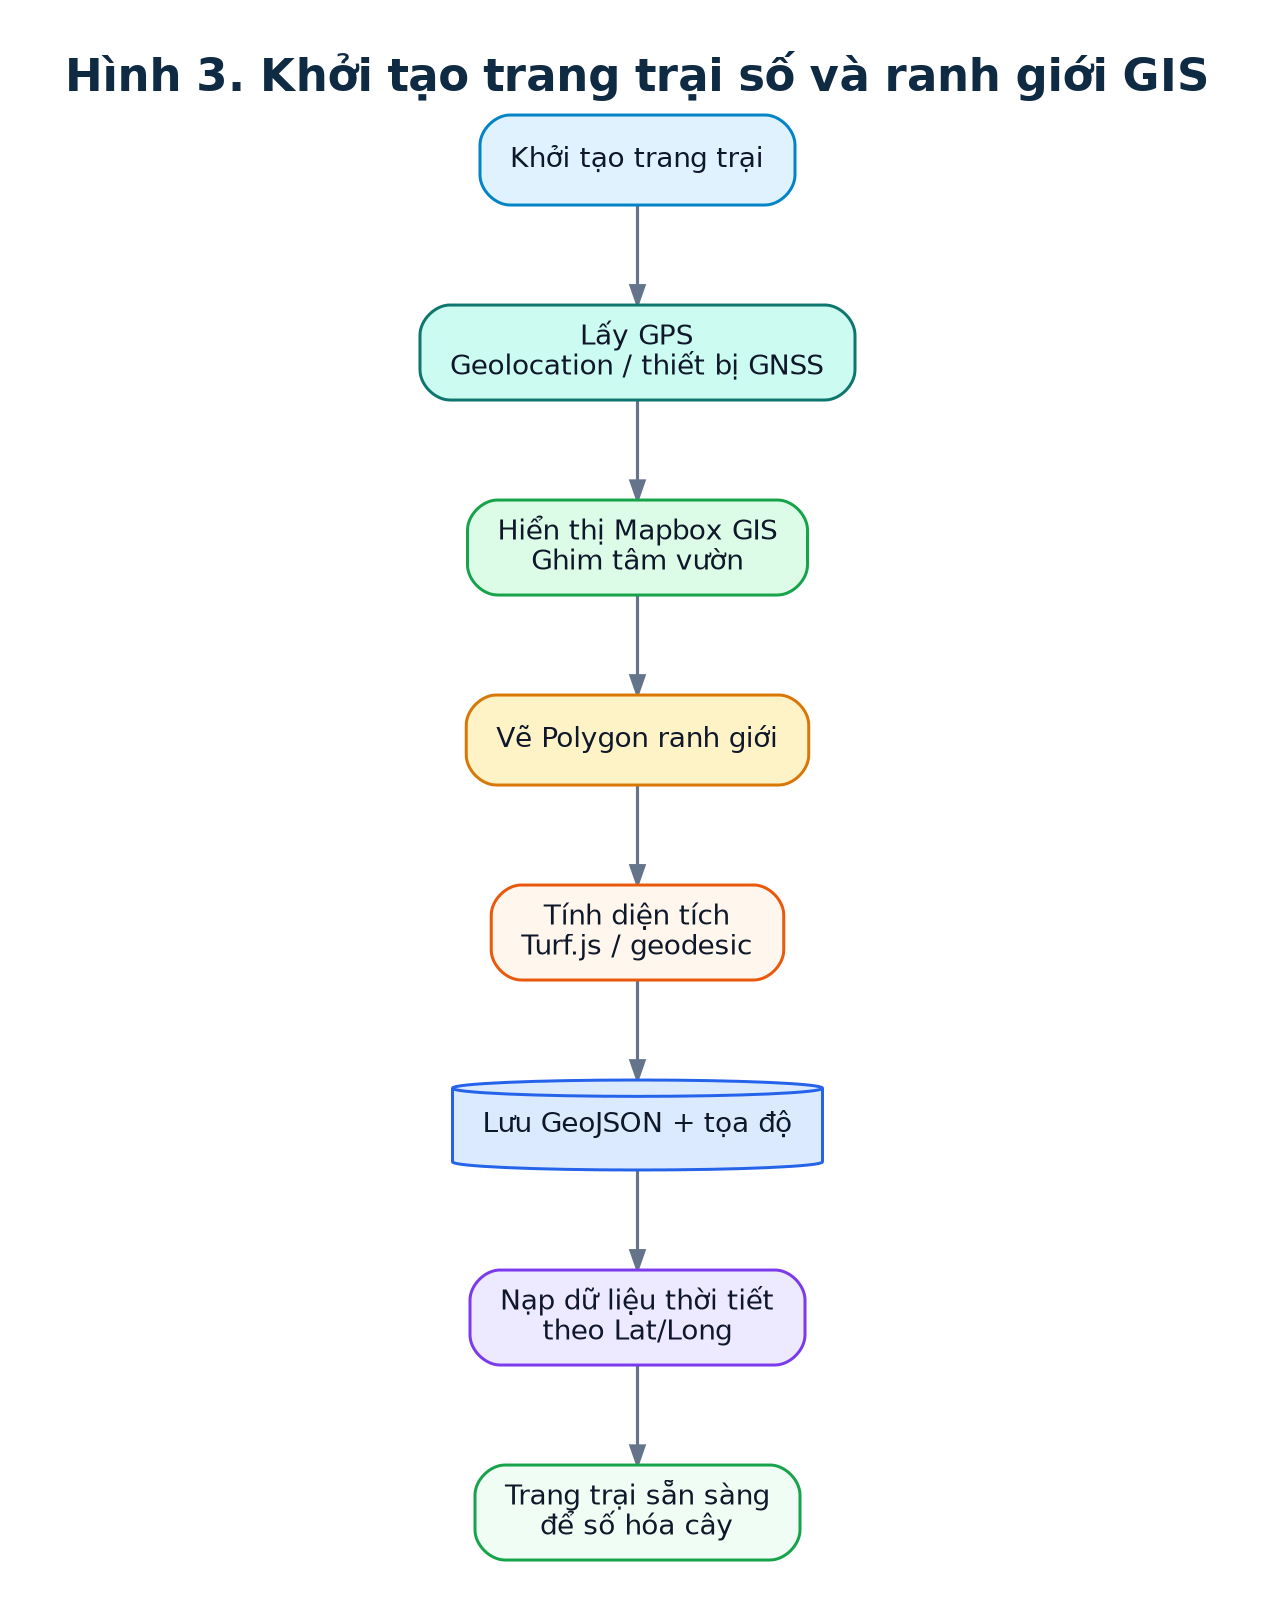 Hình 3. Khởi tạo trang trại số và ranh giới GIS
Khởi tạo trang trại
Lấy GPS
Geolocation / thiết bị GNSS
Hiển thị Mapbox GIS
Ghim tâm vườn
Vẽ Polygon ranh giới
Tính diện tích
Turf.js / geodesic
Lưu GeoJSON + tọa độ
Nạp dữ liệu thời tiết
theo Lat/Long
Trang trại sẵn sàng
để số hóa cây